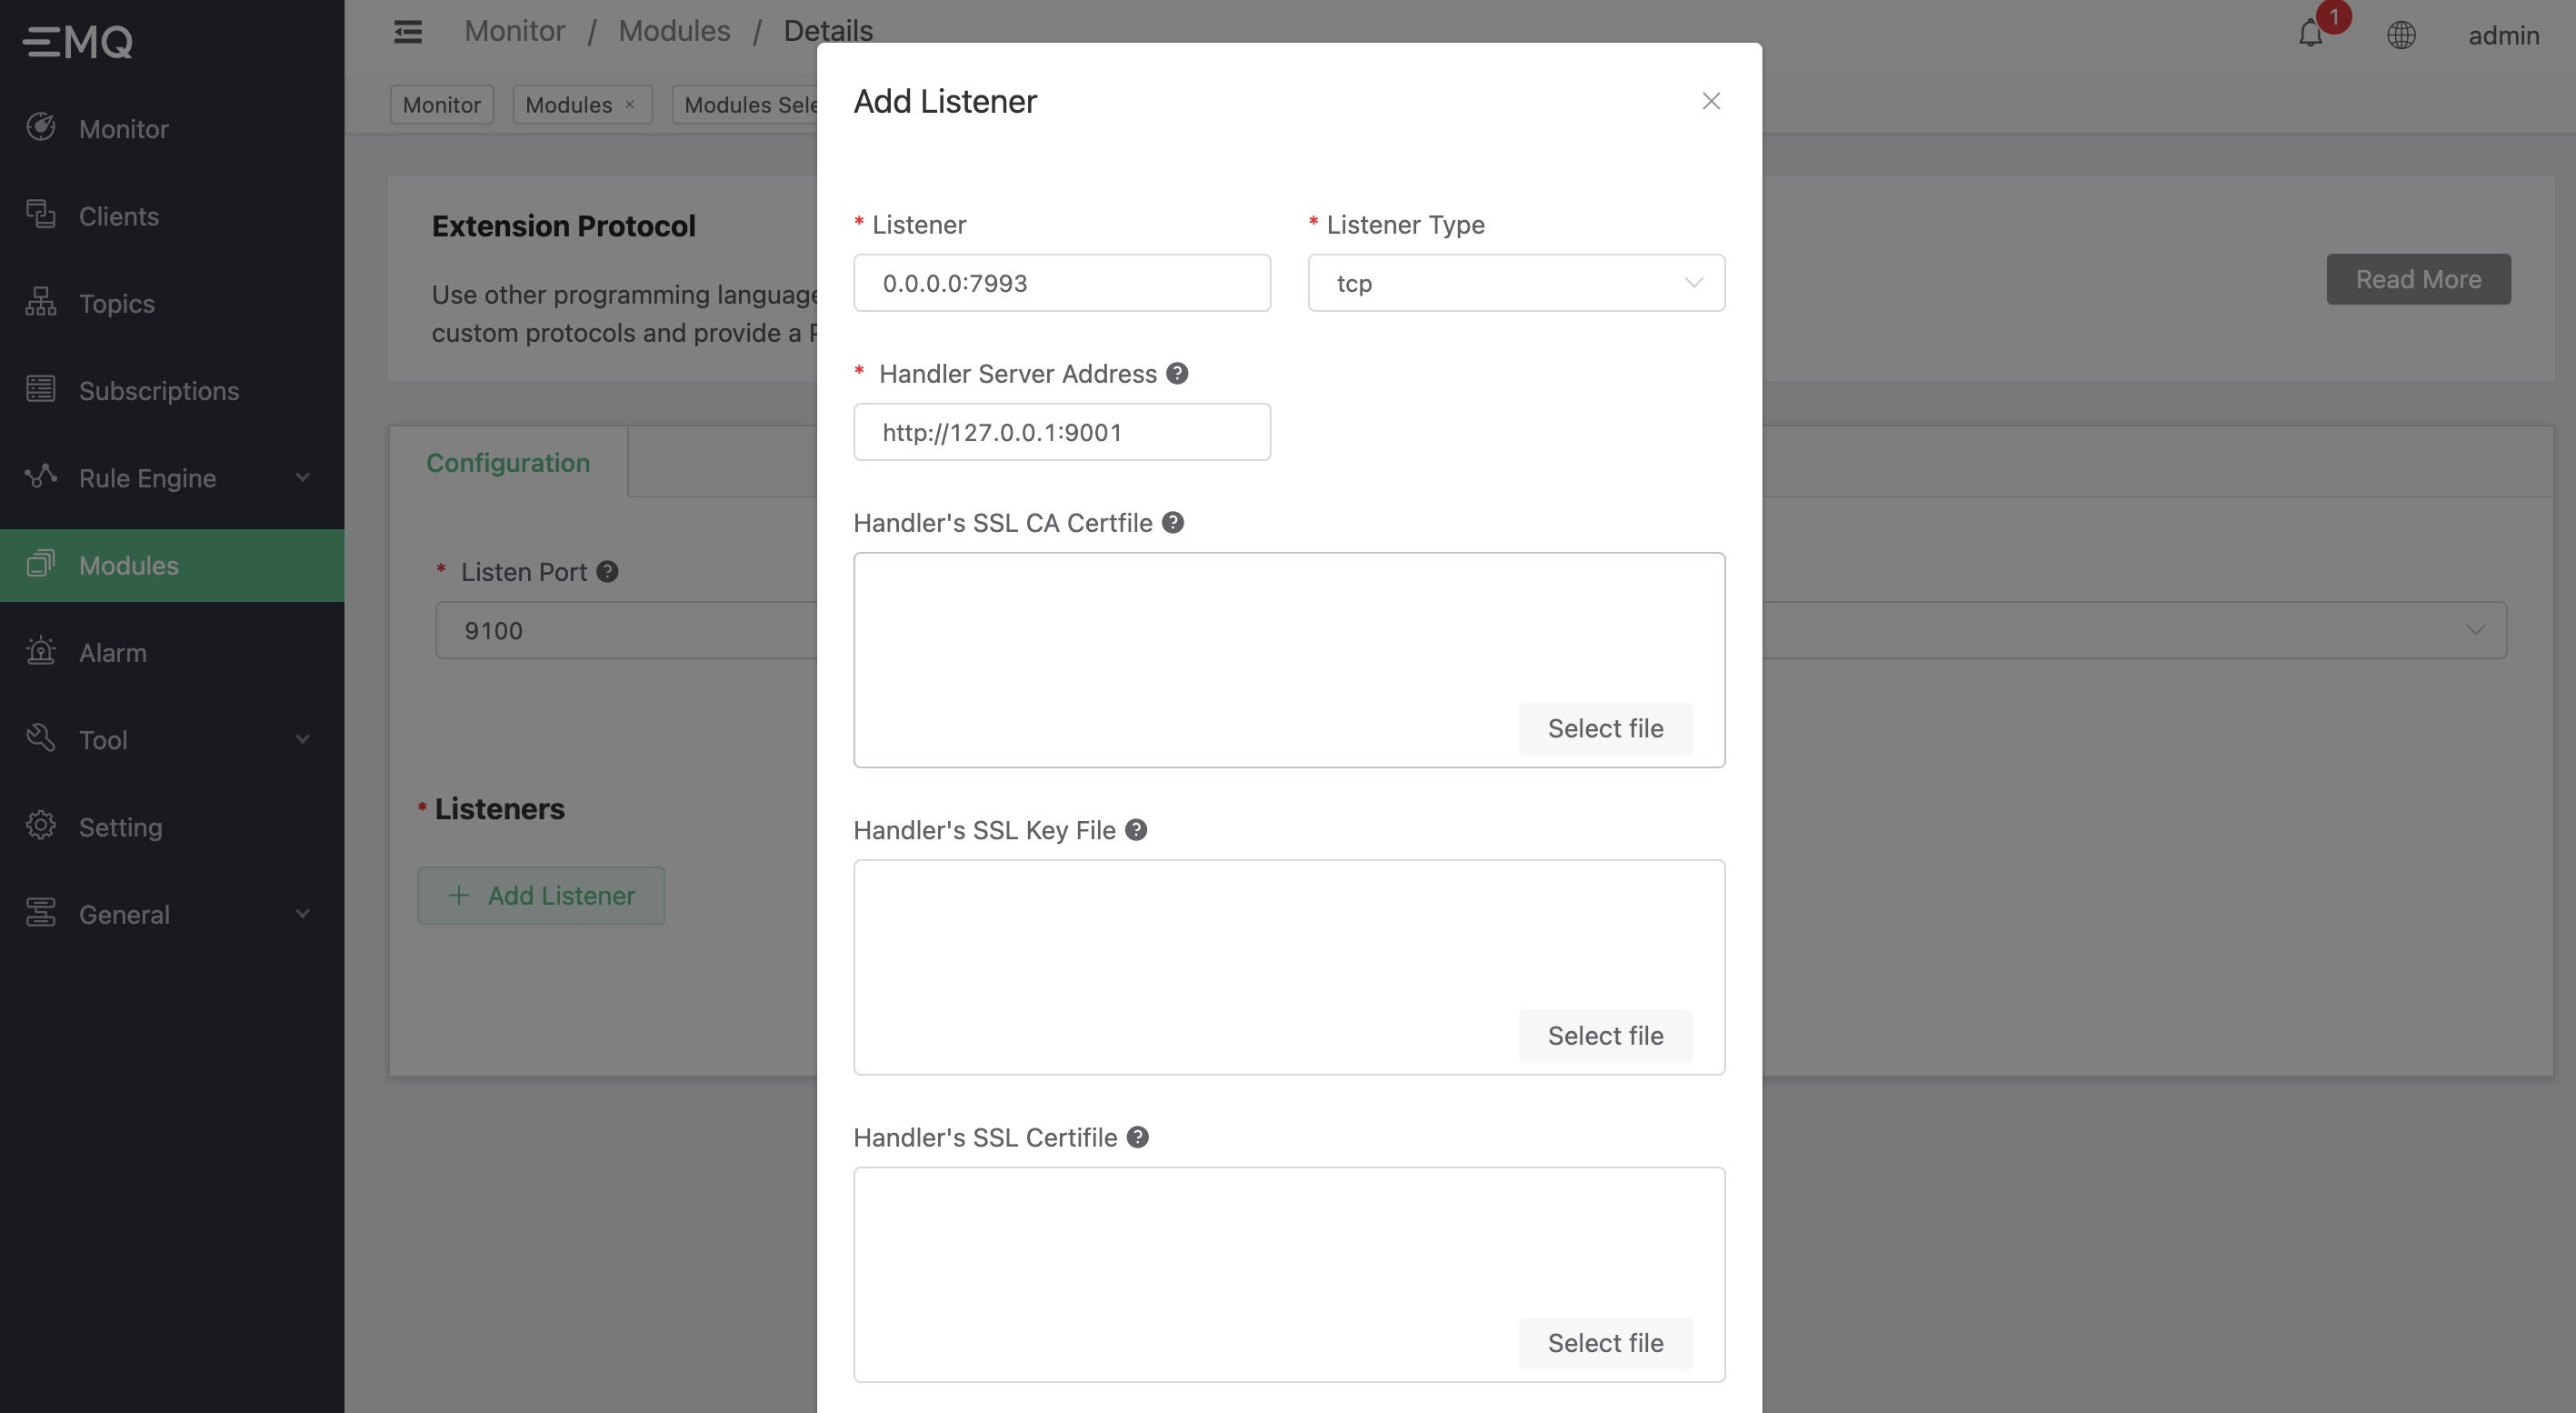 EMQ
Monitor
Clients
Topics
Subscriptions
Rule Engine
Modules
Alarm
Tool
Setting
General
Monitor / Modules / Details
1
admin
Monitor
Modules ×
Modules Sele
Extension Protocol
Use other programming language
custom protocols and provide a
Read More
Configuration
* Listen Port ?
9100
* Listeners
+ Add Listener
Add Listener
* Listener
0.0.0.0:7993
* Listener Type
tcp
* Handler Server Address ?
http://127.0.0.1:9001
Handler's SSL CA Certfile ?
Select file
Handler's SSL Key File ?
Select file
Handler's SSL Certifile ?
Select file